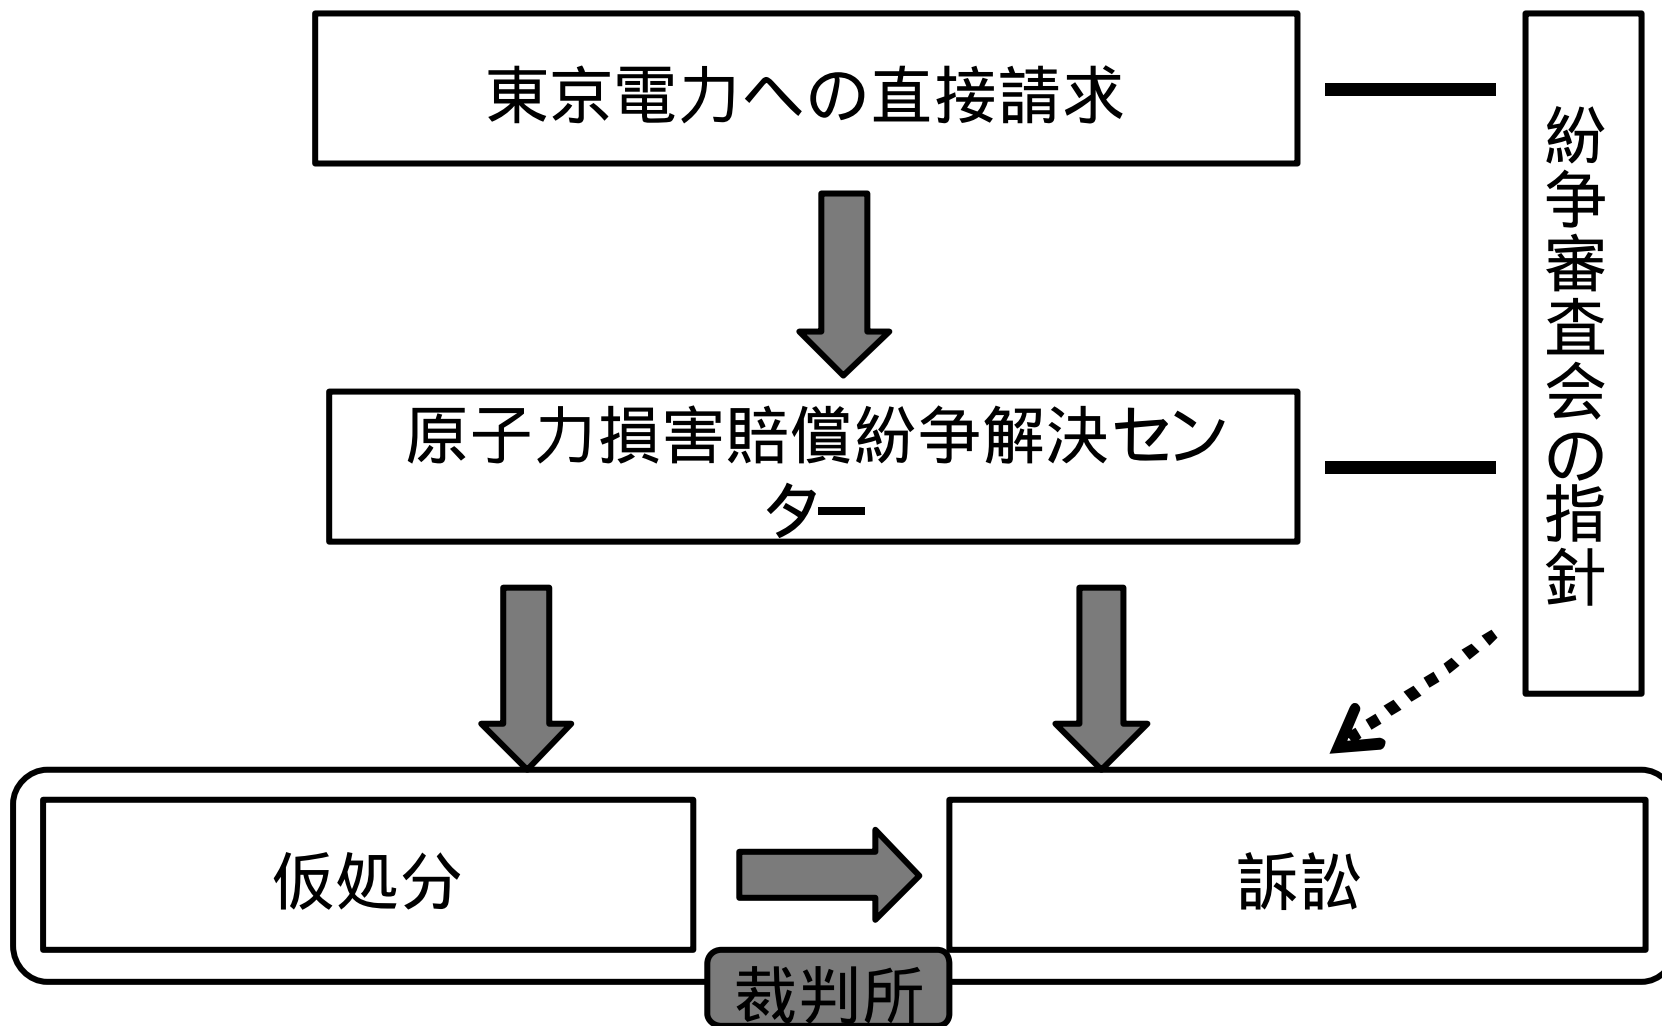 東京電力への直接請求
紛争審査会の指針
原子力損害賠償紛争解決セン
ター
仮処分
訴訟
裁判所